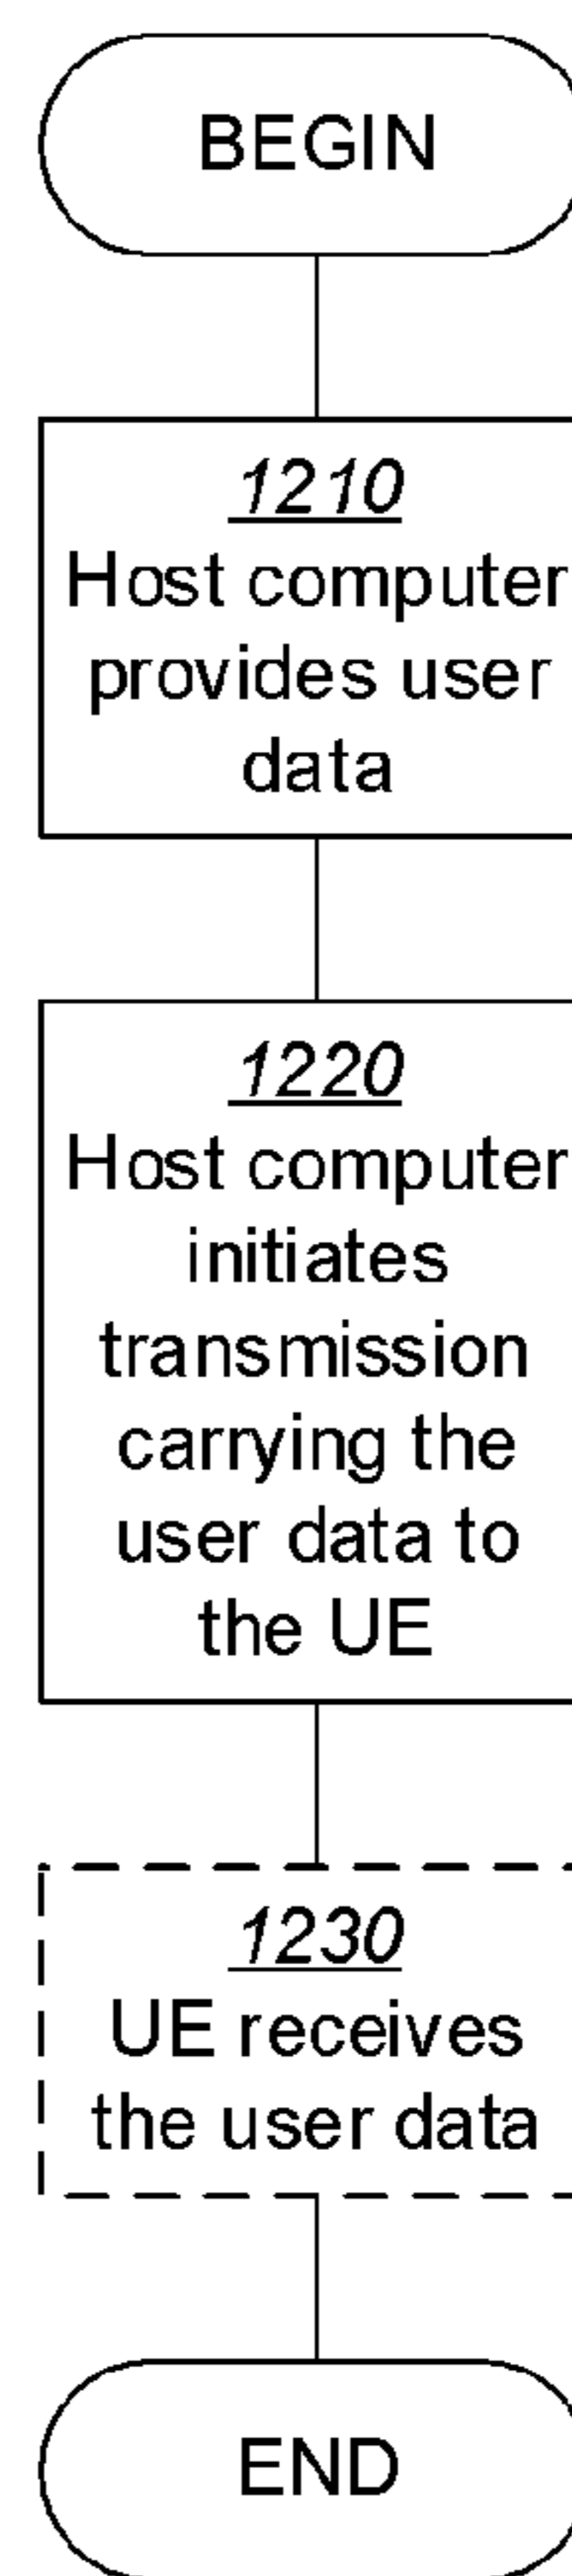 BEGIN
1210
Host computer
provides user
data
1220
Host computer
initiates
transmission
carrying the
user data to
the UE
1230
UE receives
the user data
END